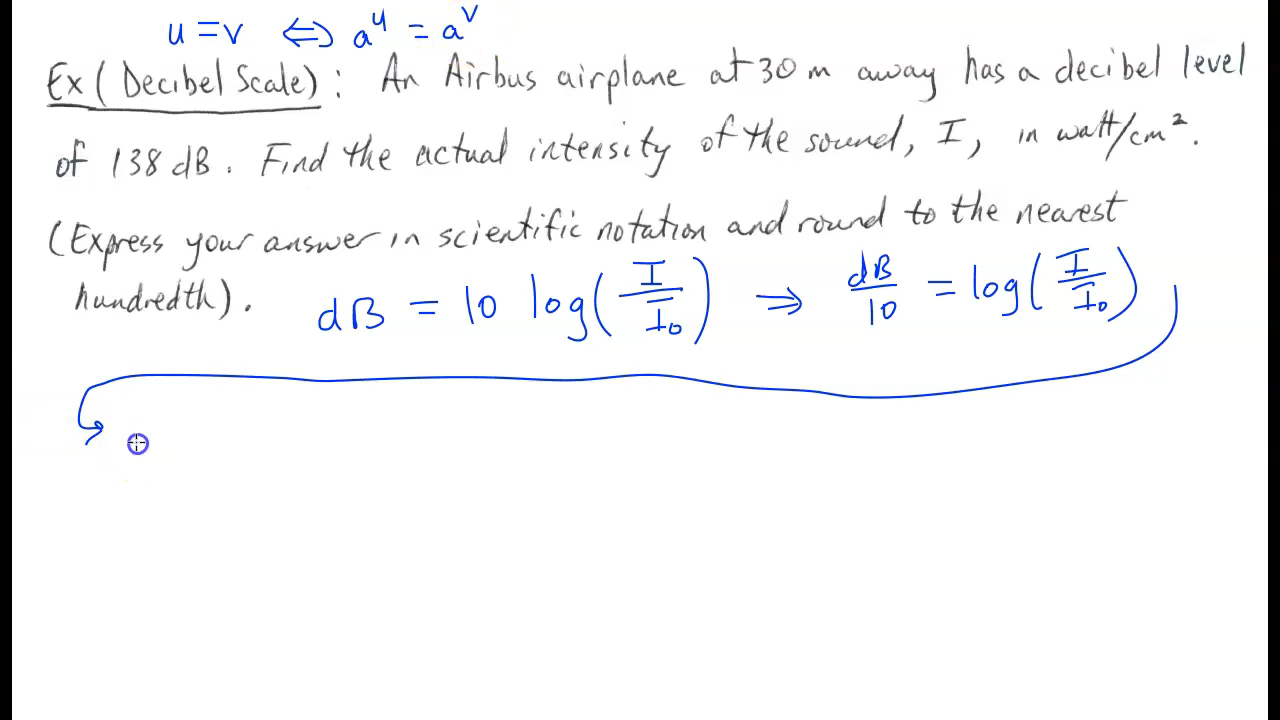 u = v ⇔ a^u = a^v
Ex (Decibel Scale) : An Airbus airplane at 30 m away has a decibel level
of 138 dB. Find the actual intensity of the sound, I, in watt/cm².
(Express your answer in scientific notation and round to the nearest
hundredth). dB = 10 log(I/I₀) ⇒ dB/10 = log(I/I₀)